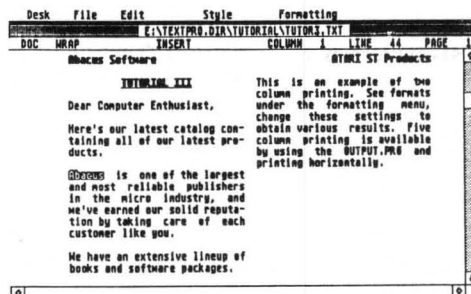 Desk File Edit Style Formatting
E:\TEXTPRO.DIR\TUTORIAL\TUTOR3.TXT
DOC WRAP INSERT COLUMN 1 LINE 44 PAGE 1
Abacus Software
TUTORIAL III
Dear Computer Enthusiast,
Here's our latest catalog con-
taining all of our latest pro-
ducts.
Abacus is one of the largest
and most reliable publishers
in the micro industry, and
we've earned our solid reputa-
tion by taking care of each
customer like you.
We have an extensive lineup of
books and software packages.
ATARI ST Products
This is an example of two
column printing. See formats
under the formatting menu,
change these settings to
obtain various results. Five
column printing is available
by using the OUTPUT.PRG and
printing horizontally.